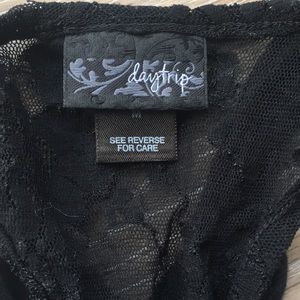 daytrip
M
SEE REVERSE
FOR CARE